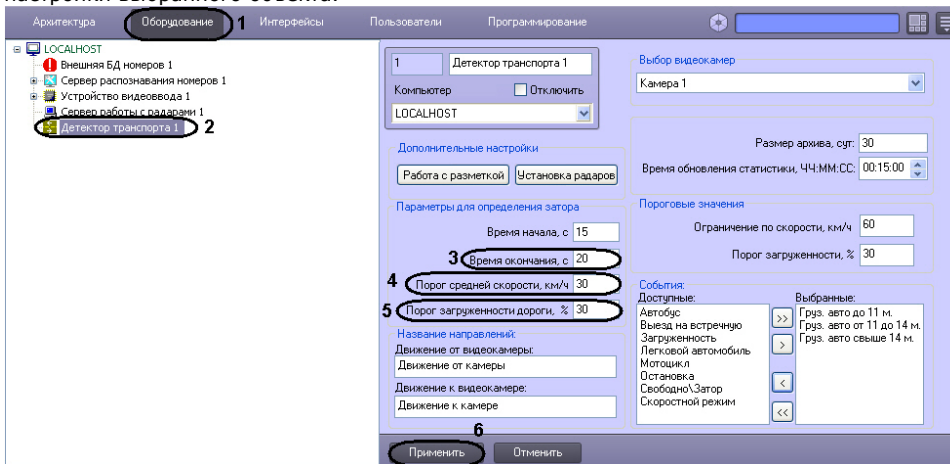 настройки выбранного объекта.
Архитектура Оборудование 1 Интерфейсы Пользователи Программирование
LOCALHOST
Внешняя БД номеров 1
Сервер распознавания номеров 1
Устройство видеоввода 1
Сервер работы с радарами 1
Детектор транспорта 1 2
1 Детектор транспорта 1
Компьютер Отключить
LOCALHOST
Дополнительные настройки
Работа с разметкой Установка радаров
Параметры для определения затора
Время начала, с 15
3 Время окончания, с 20
4 Порог средней скорости, км/ч 30
5 Порог загруженности дороги, % 30
Название направлений:
Движение от видеокамеры:
Движение от камеры
Движение к видеокамере:
Движение к камере
Выбор видеокамер
Камера 1
Размер архива, сут: 30
Время обновления статистики, ЧЧ:ММ:СС: 00:15:00
Пороговые значения
Ограничение по скорости, км/ч 60
Порог загруженности, % 30
События:
Доступные: Выбранные:
Автобус
Выезд на встречную
Загруженность
Легковой автомобиль
Мотоцикл
Остановка
Свободно\Затор
Скоростной режим
>>
>
<
<<
Груз. авто до 11 м.
Груз. авто от 11 до 14 м.
Груз. авто свыше 14 м.
6
Применить Отменить